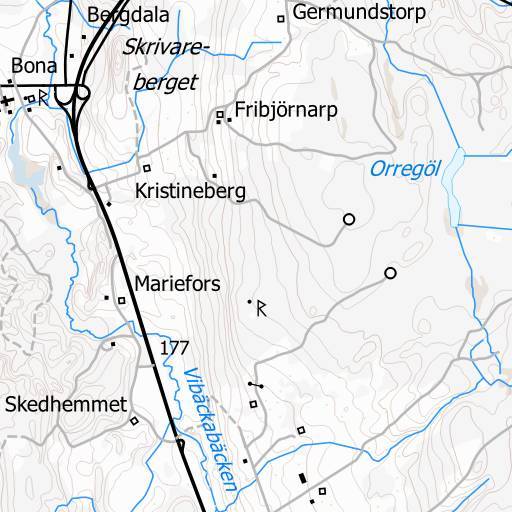 Bergdala
Germundstorp
Skrivare-
berget
Bona
Fribjörnarp
Orregöl
Kristineberg
Mariefors
177
Vibäckabäcken
Skedhemmet